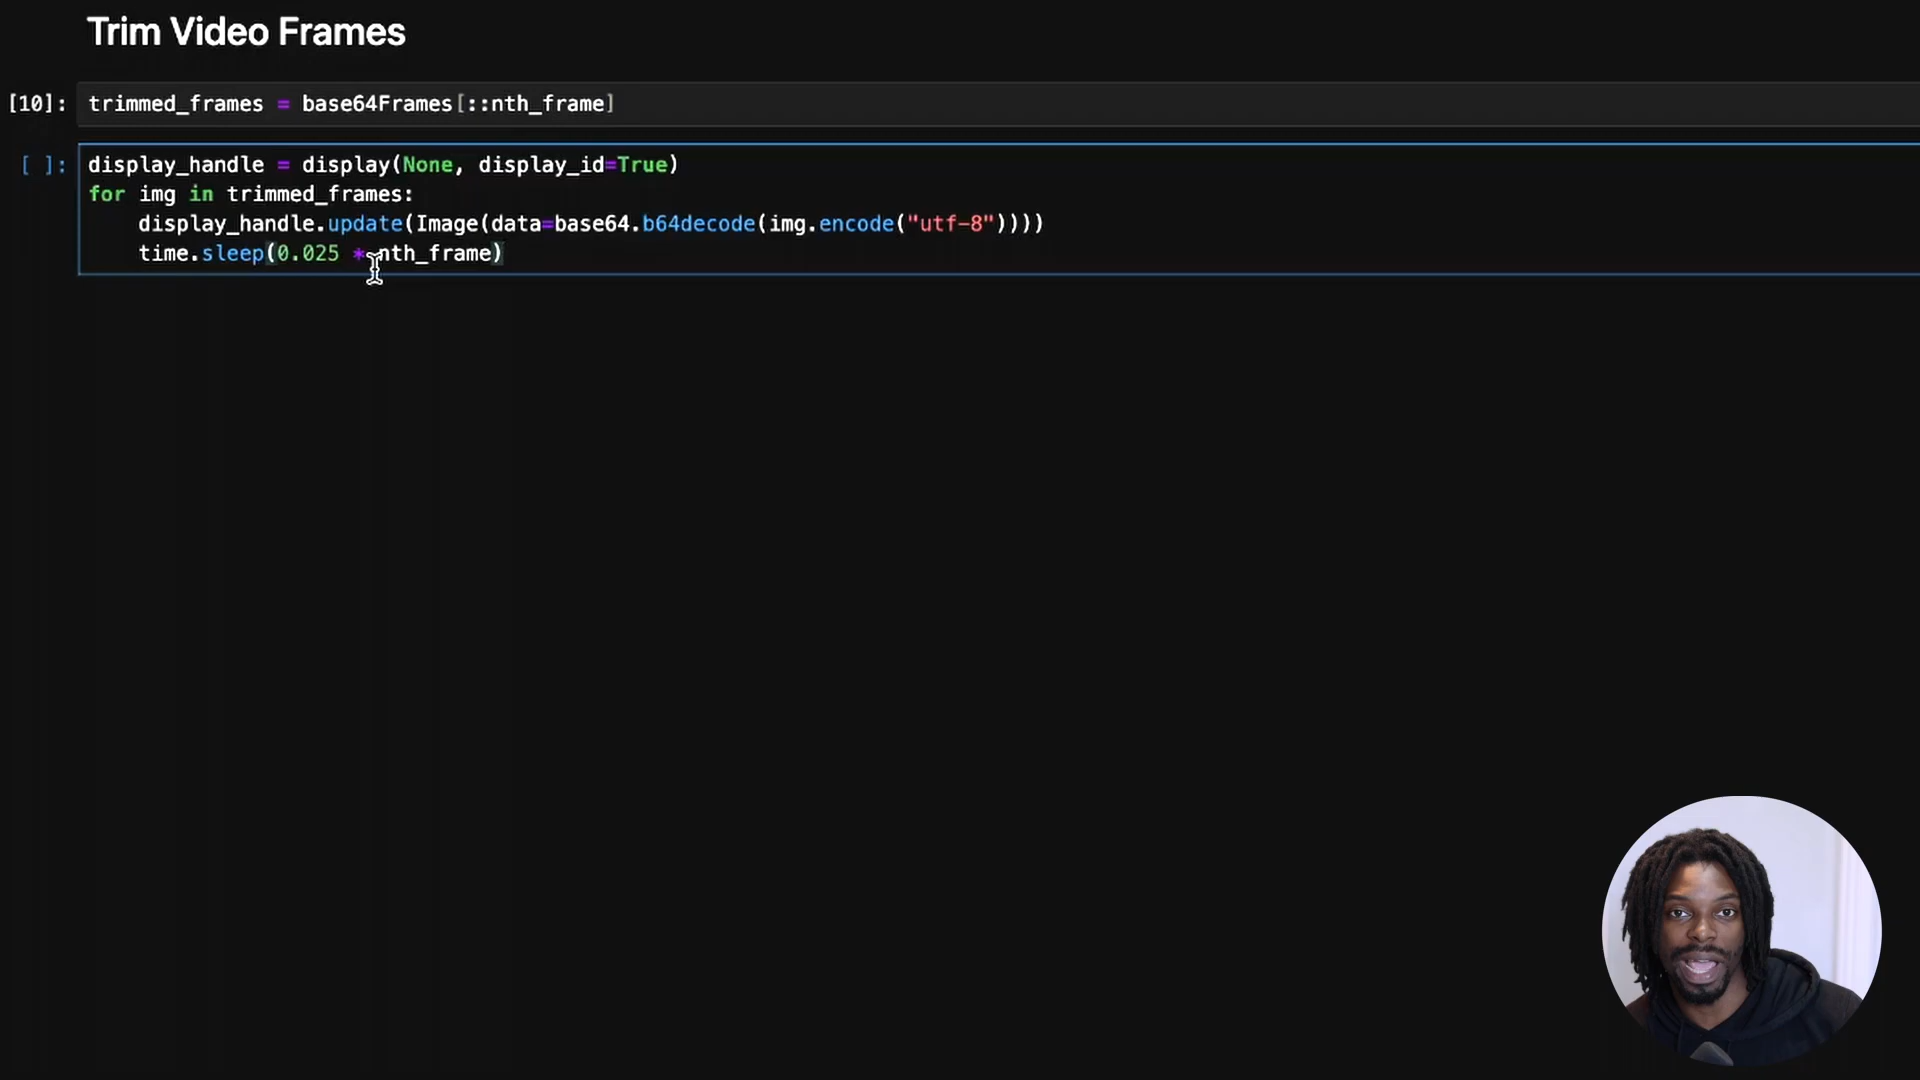 Trim Video Frames
[10]: trimmed_frames = base64Frames[::nth_frame]
[ ]: display_handle = display(None, display_id=True)
for img in trimmed_frames:
display_handle.update(Image(data=base64.b64decode(img.encode("utf-8"))))
time.sleep(0.025 * nth_frame)